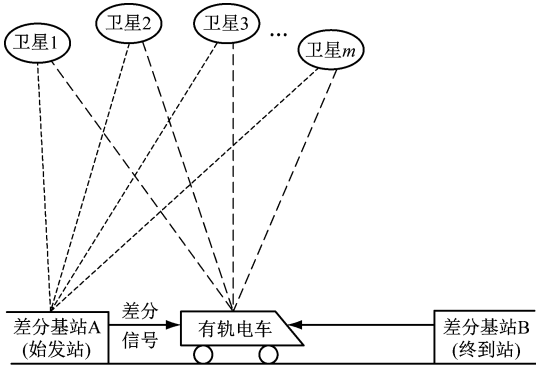 卫星1
卫星2
卫星3
…
卫星m
差分基站A
(始发站)
差分
信号
有轨电车
差分基站B
(终到站)